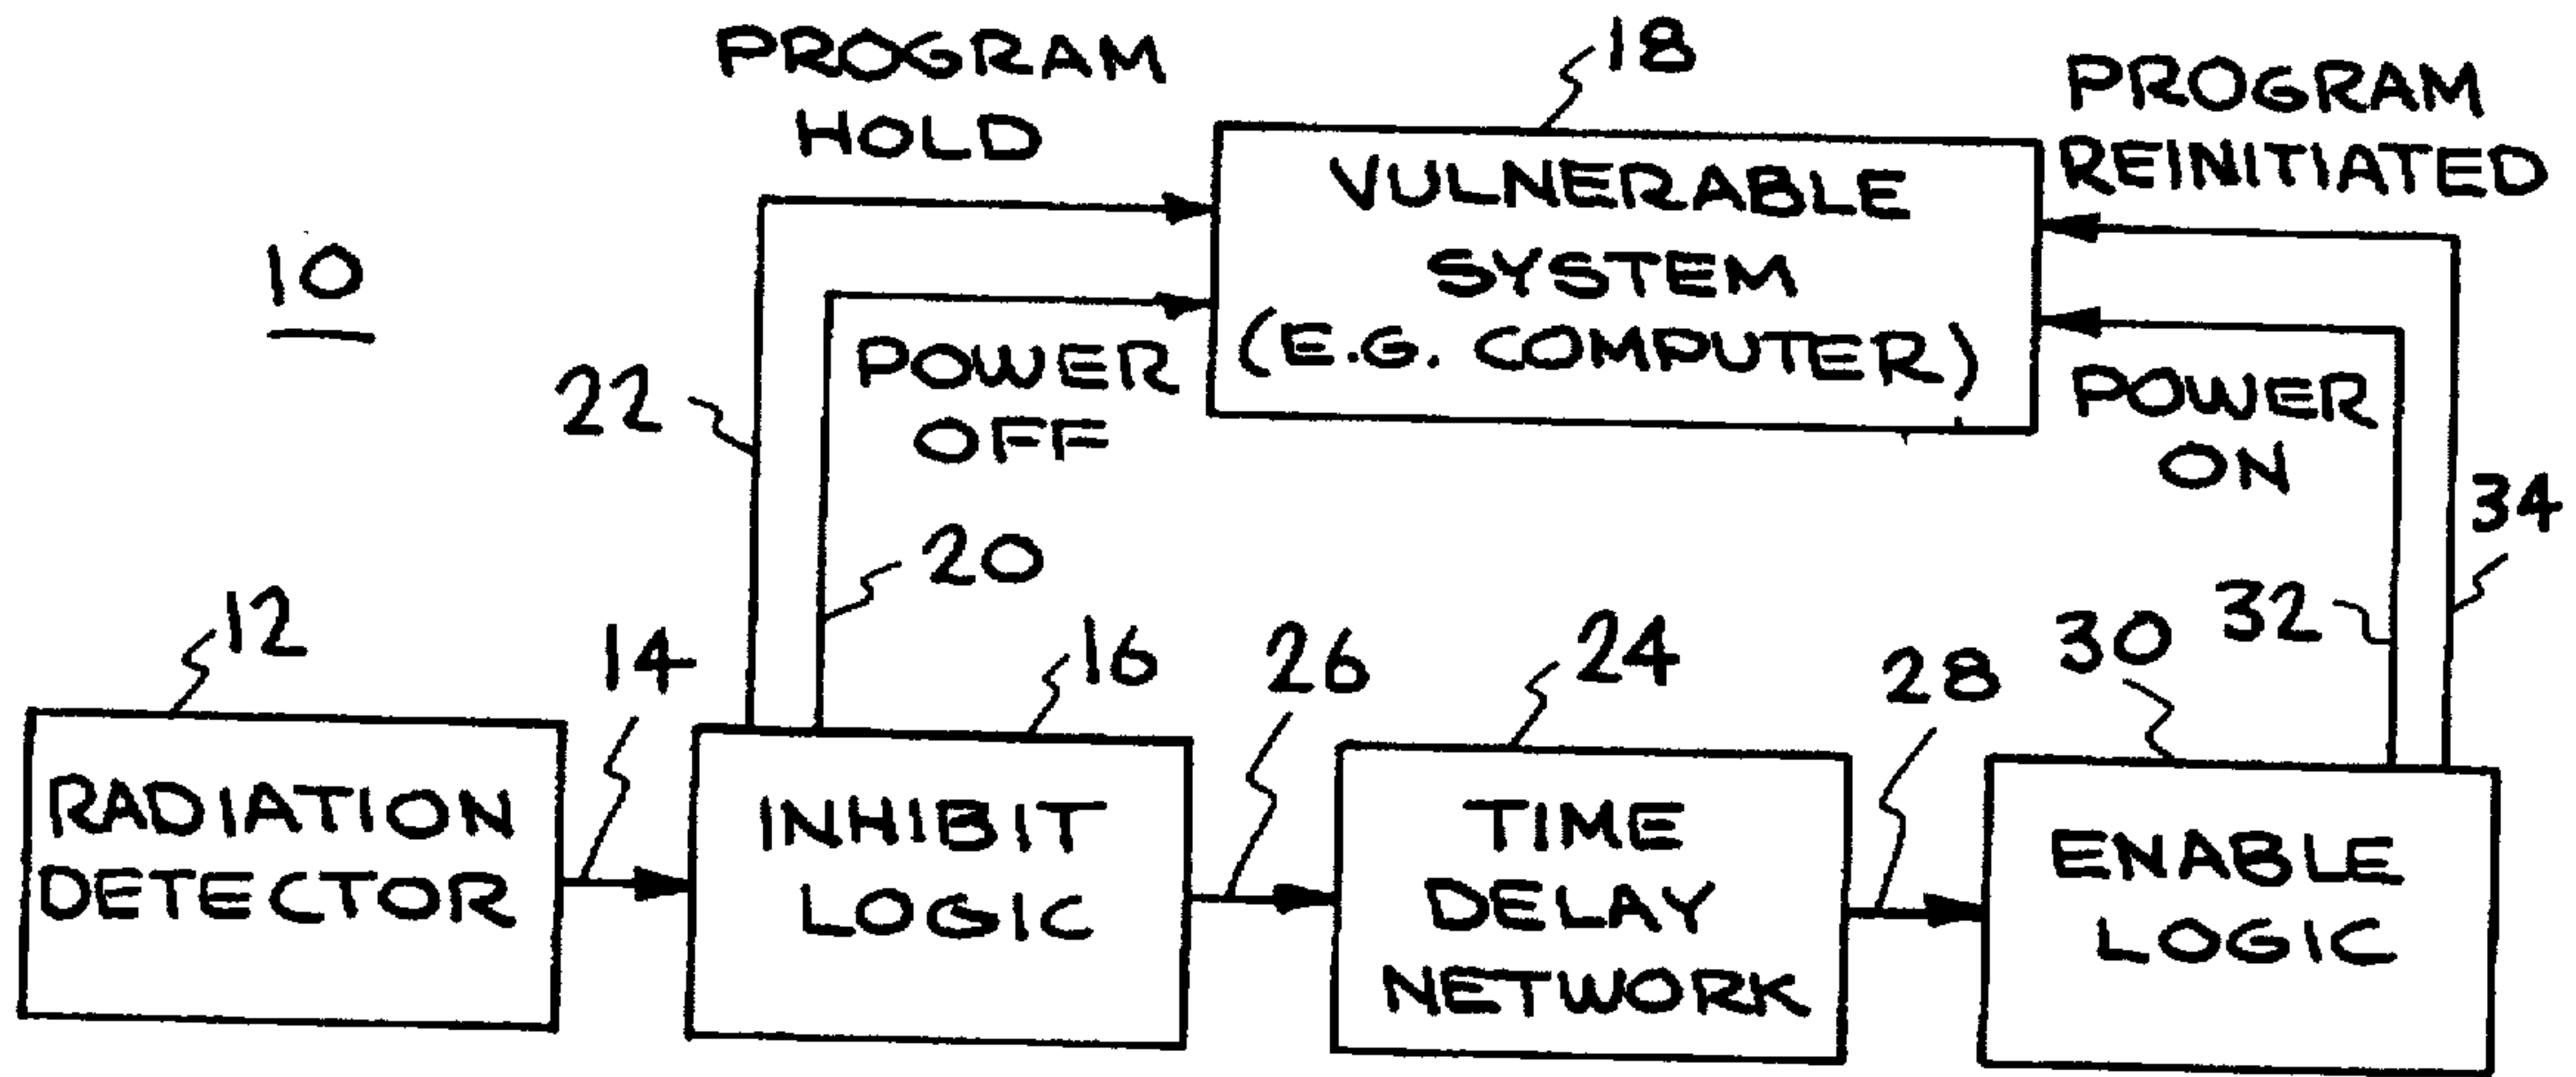 PROGRAM
HOLD
18
PROGRAM
REINITIATED
10
VULNERABLE
SYSTEM
(E.G. COMPUTER)
22
POWER
OFF
POWER
ON
34
20
32
12
14
16
26
24
28
30
RADIATION
DETECTOR
INHIBIT
LOGIC
TIME
DELAY
NETWORK
ENABLE
LOGIC